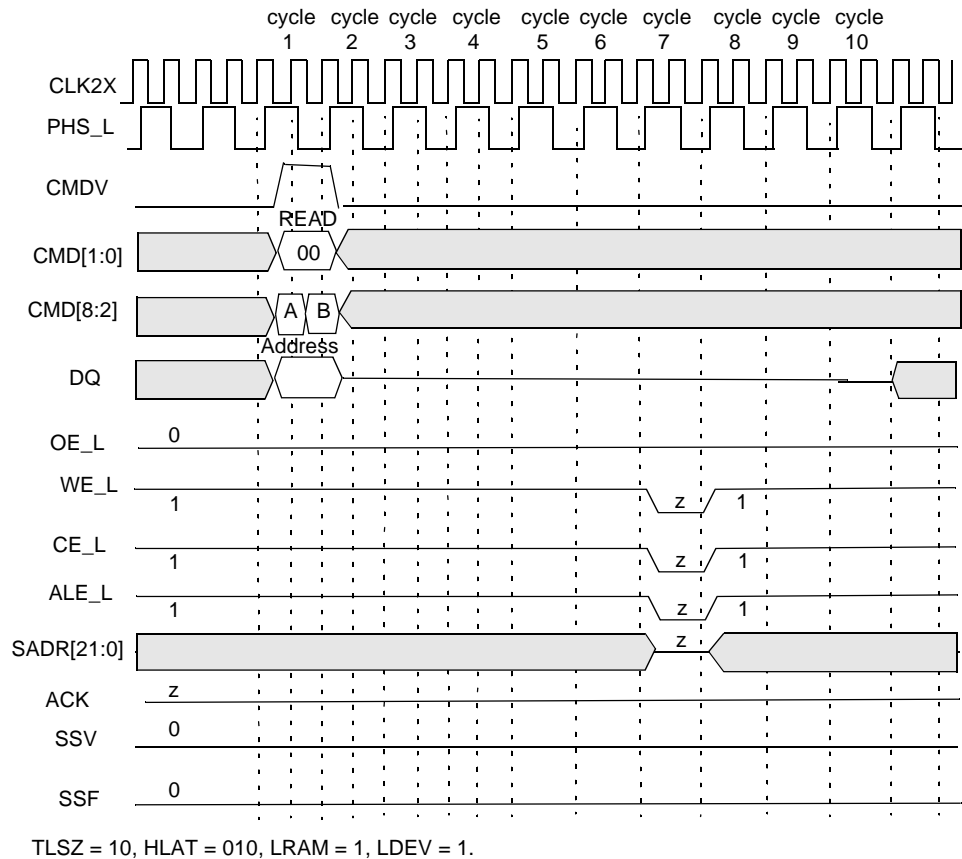 cycle cycle cycle cycle cycle cycle cycle cycle cycle cycle
1 2 3 4 5 6 7 8 9 10
CLK2X
PHS_L
CMDV
READ
CMD[1:0] 00
CMD[8:2] A B
Address
DQ
OE_L 0
WE_L 1 z 1
CE_L 1 z 1
ALE_L 1 z 1
SADR[21:0] z
ACK z
SSV 0
SSF 0
TLSZ = 10, HLAT = 010, LRAM = 1, LDEV = 1.